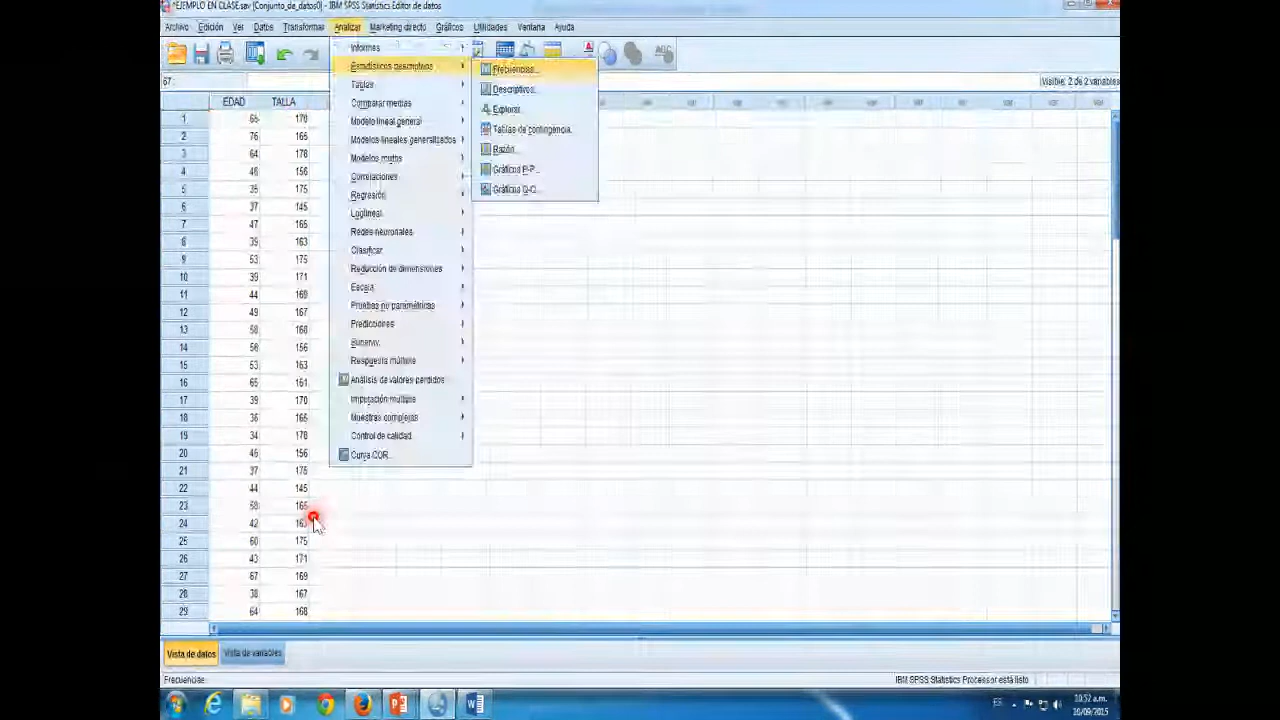 *EJEMPLO EN CLASE.sav [Conjunto_de_datos0] - IBM SPSS Statistics Editor de datos
Archivo Edición Ver Datos Transformar Analizar Marketing directo Gráficos Utilidades Ventana Ayuda
67 :
Visible: 2 de 2 variables
Informes
Estadísticos descriptivos
Tablas
Comparar medias
Modelo lineal general
Modelos lineales generalizados
Modelos mixtos
Correlaciones
Regresión
Loglineal
Redes neuronales
Clasificar
Reducción de dimensiones
Escala
Pruebas no paramétricas
Predicciones
Superviv.
Respuesta múltiple
Análisis de valores perdidos
Imputación múltiple
Muestras complejas
Control de calidad
Curva COR...
Frecuencias...
Descriptivos...
Explorar...
Tablas de contingencia...
Razón...
Gráficos P-P...
Gráficos Q-Q...
EDAD TALLA
1 65 170
2 76 165
3 64 178
4 46 156
5 35 175
6 37 145
7 47 165
8 39 163
9 53 175
10 39 171
11 44 169
12 49 167
13 58 168
14 56 156
15 53 163
16 65 161
17 39 170
18 36 165
19 34 178
20 46 156
21 37 175
22 44 145
23 58 165
24 42
25 60 175
26 43 171
27 67 169
28 38 167
29 64 168
Vista de datos Vista de variables
Frecuencias
IBM SPSS Statistics Processor está listo
ES
10:52 a.m.
16/09/2015